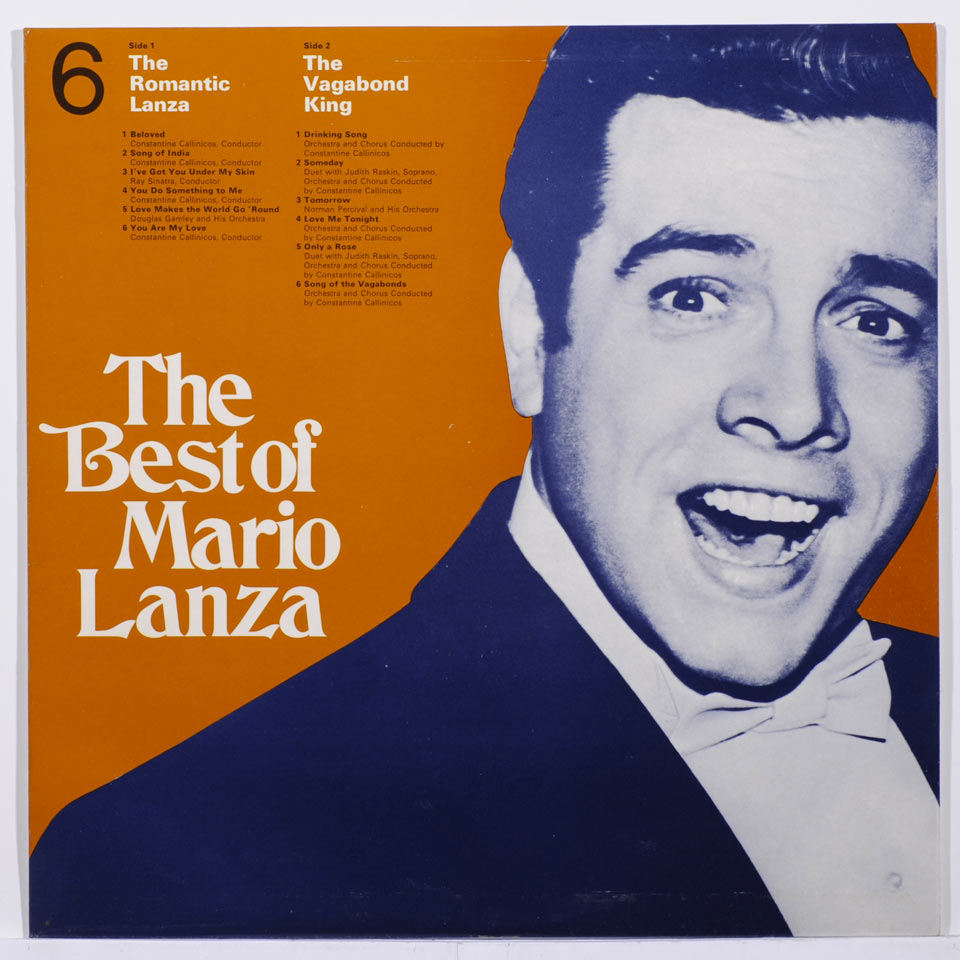 6
Side 1
The
Romantic
Lanza
1 Beloved
Constantine Callinicos, Conductor
2 Song of India
Constantine Callinicos, Conductor
3 I've Got You Under My Skin
Ray Sinatra, Conductor
4 You Do Something to Me
Constantine Callinicos, Conductor
5 Love Makes the World Go 'Round
Douglas Gamley and His Orchestra
6 You Are My Love
Constantine Callinicos, Conductor
Side 2
The
Vagabond
King
1 Drinking Song
Orchestra and Chorus Conducted by
Constantine Callinicos
2 Someday
Duet with Judith Raskin, Soprano,
Orchestra and Chorus Conducted
by Constantine Callinicos
3 Tomorrow
Norman Percival and His Orchestra
4 Love Me Tonight
Orchestra and Chorus Conducted
by Constantine Callinicos
5 Only a Rose
Duet with Judith Raskin, Soprano,
Orchestra and Chorus Conducted
by Constantine Callinicos
6 Song of the Vagabonds
Orchestra and Chorus Conducted
by Constantine Callinicos
The
Best of
Mario
Lanza